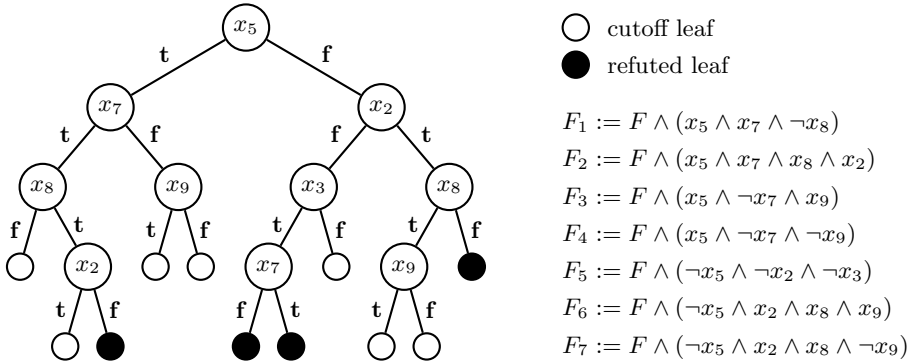 x₅
t
f
x₇
x₂
t
f
f
t
x₈
x₉
x₃
x₈
f
t
t
f
t
f
t
f
x₂
x₇
x₉
t
f
f
t
t
f
cutoff leaf
refuted leaf
F₁ := F ∧ (x₅ ∧ x₇ ∧ ¬x₈)
F₂ := F ∧ (x₅ ∧ x₇ ∧ x₈ ∧ x₂)
F₃ := F ∧ (x₅ ∧ ¬x₇ ∧ x₉)
F₄ := F ∧ (x₅ ∧ ¬x₇ ∧ ¬x₉)
F₅ := F ∧ (¬x₅ ∧ ¬x₂ ∧ ¬x₃)
F₆ := F ∧ (¬x₅ ∧ x₂ ∧ x₈ ∧ x₉)
F₇ := F ∧ (¬x₅ ∧ x₂ ∧ x₈ ∧ ¬x₉)